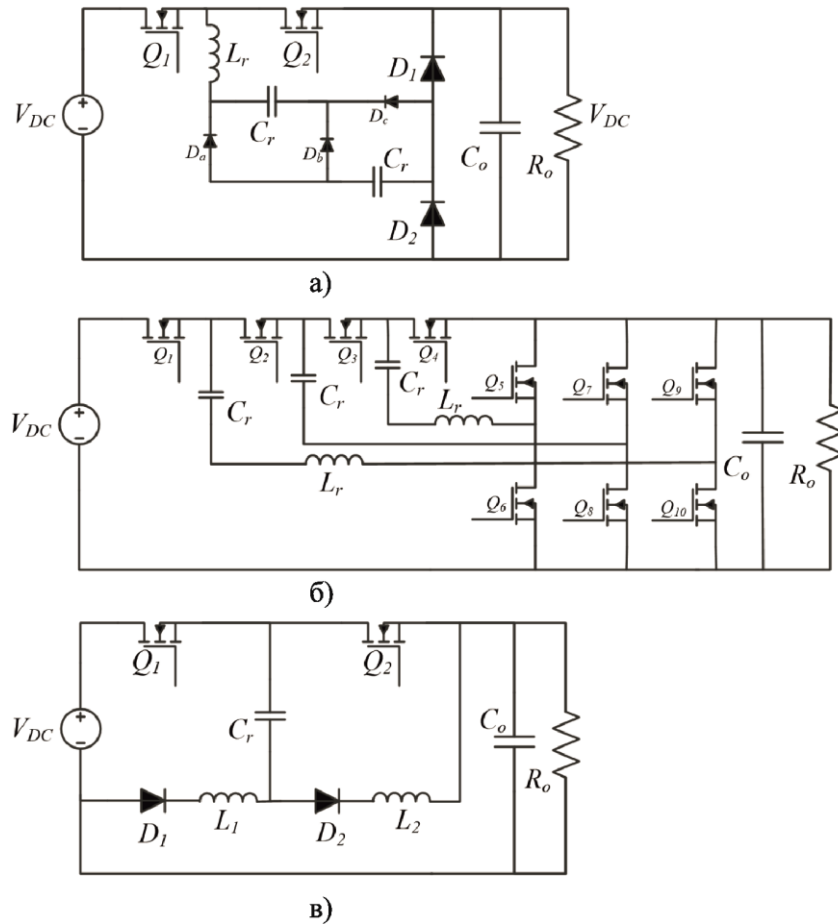 Q1
Q2
Lr
D1
VDC
Cr
Dc
Da
Db
Cr
Co
Ro
VDC
D2
а)
Q1
Q2
Q3
Q4
Cr
Cr
Cr
Lr
Q5
Q7
Q9
VDC
Lr
Co
Ro
Q6
Q8
Q10
б)
Q1
Q2
VDC
Cr
Co
Ro
D1
L1
D2
L2
в)